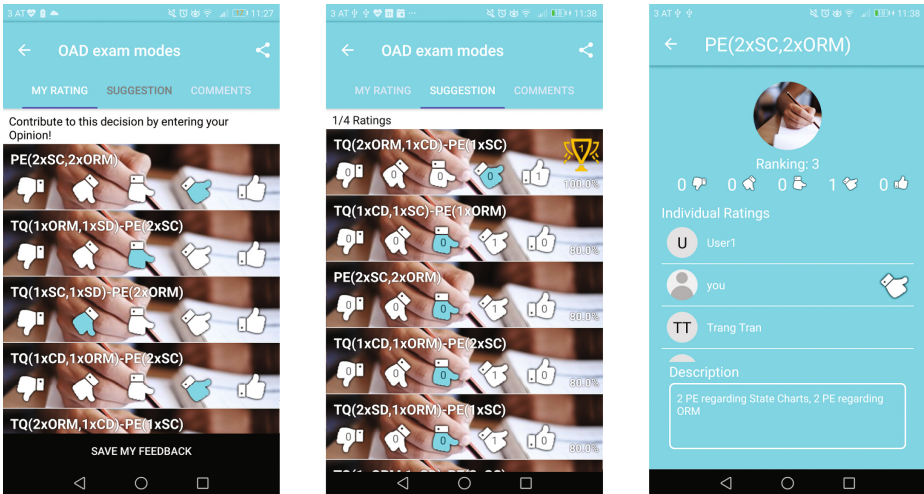 3 AT 11:27
OAD exam modes
MY RATING SUGGESTION COMMENTS
Contribute to this decision by entering your
Opinion!
PE(2xSC,2xORM)
TQ(1xORM,1xSD)-PE(2xSC)
TQ(1xSC,1xSD)-PE(2xORM)
TQ(1xCD,1xORM)-PE(2xSC)
TQ(2xORM,1xCD)-PE(1xSC)
SAVE MY FEEDBACK
3 AT 11:38
OAD exam modes
MY RATING SUGGESTION COMMENTS
1/4 Ratings
TQ(2xORM,1xCD)-PE(1xSC)
1
0 0 0 0 1
100.0%
TQ(1xCD,1xSC)-PE(1xORM)
0 0 0 1 0
80.0%
PE(2xSC,2xORM)
0 0 0 1 0
80.0%
TQ(1xCD,1xORM)-PE(2xSC)
0 0 0 1 0
80.0%
TQ(2xSD,1xORM)-PE(1xSC)
0 0 0 1 0
80.0%
3 AT 11:38
PE(2xSC,2xORM)
Ranking: 3
0 0 0 1 0
Individual Ratings
U User1
you
TT Trang Tran
Description
2 PE regarding State Charts, 2 PE regarding
ORM